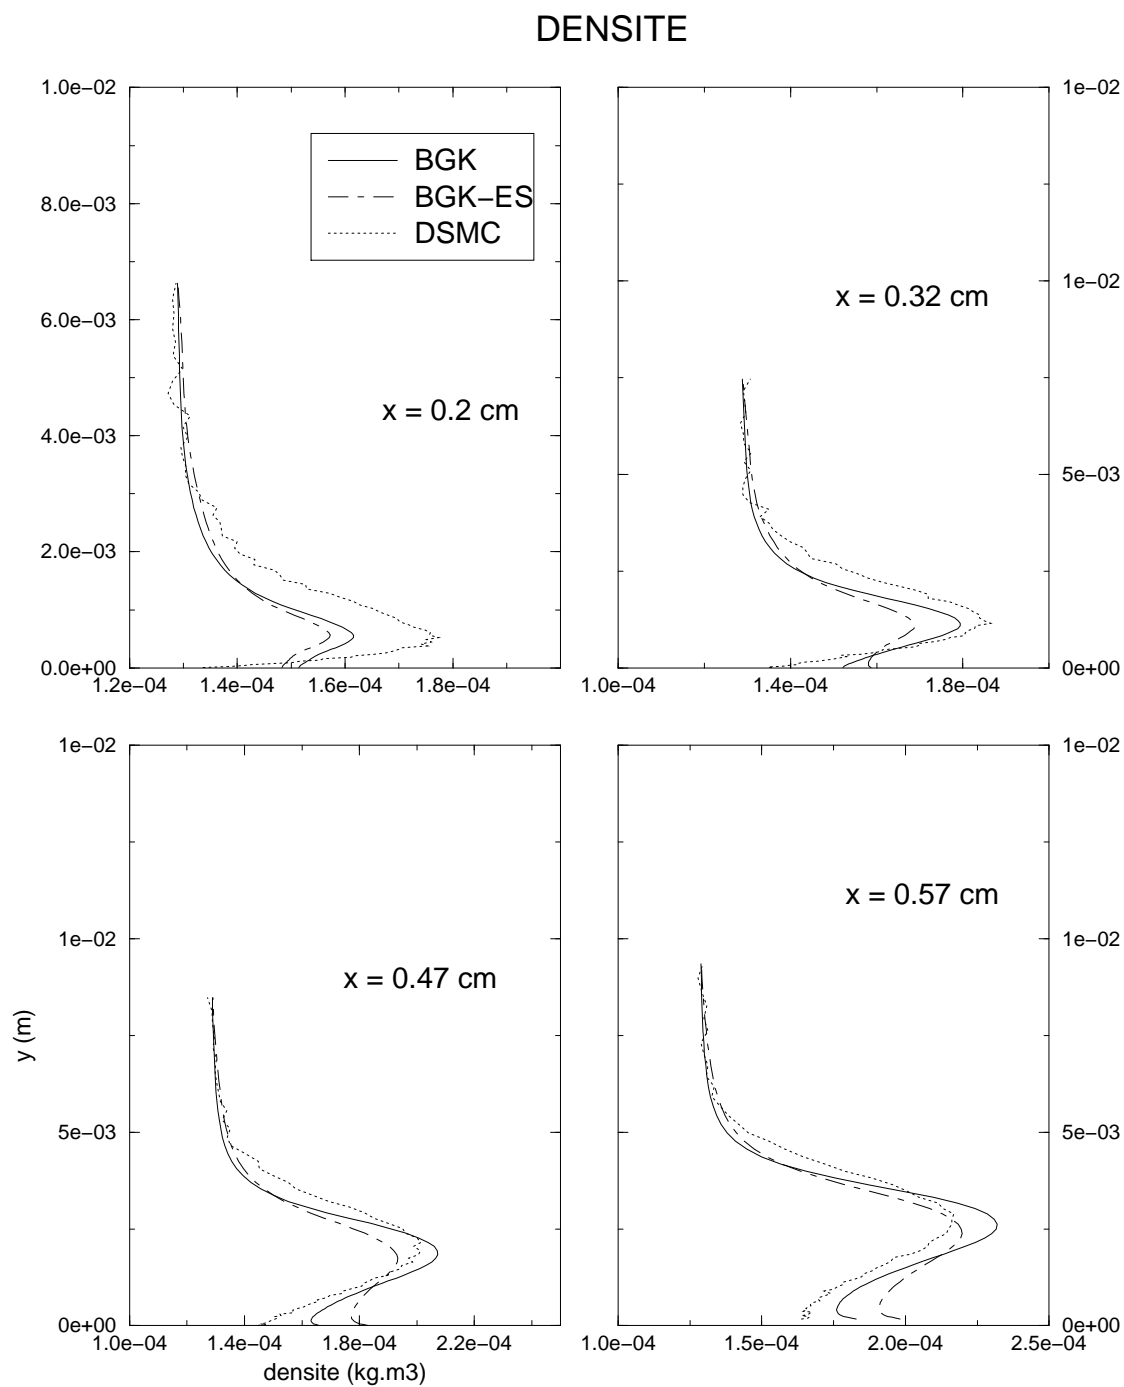 DENSITE
1.0e−02
8.0e−03
6.0e−03
4.0e−03
2.0e−03
0.0e+00
1.2e−04 1.4e−04 1.6e−04 1.8e−04
BGK
BGK−ES
DSMC
x = 0.2 cm
1e−02
1e−02
5e−03
0e+00
1.0e−04 1.4e−04 1.8e−04
x = 0.32 cm
1e−02
1e−02
5e−03
0e+00
1.0e−04 1.4e−04 1.8e−04 2.2e−04
x = 0.47 cm
y (m)
densite (kg.m3)
1e−02
1e−02
5e−03
0e+00
1.0e−04 1.5e−04 2.0e−04 2.5e−04
x = 0.57 cm